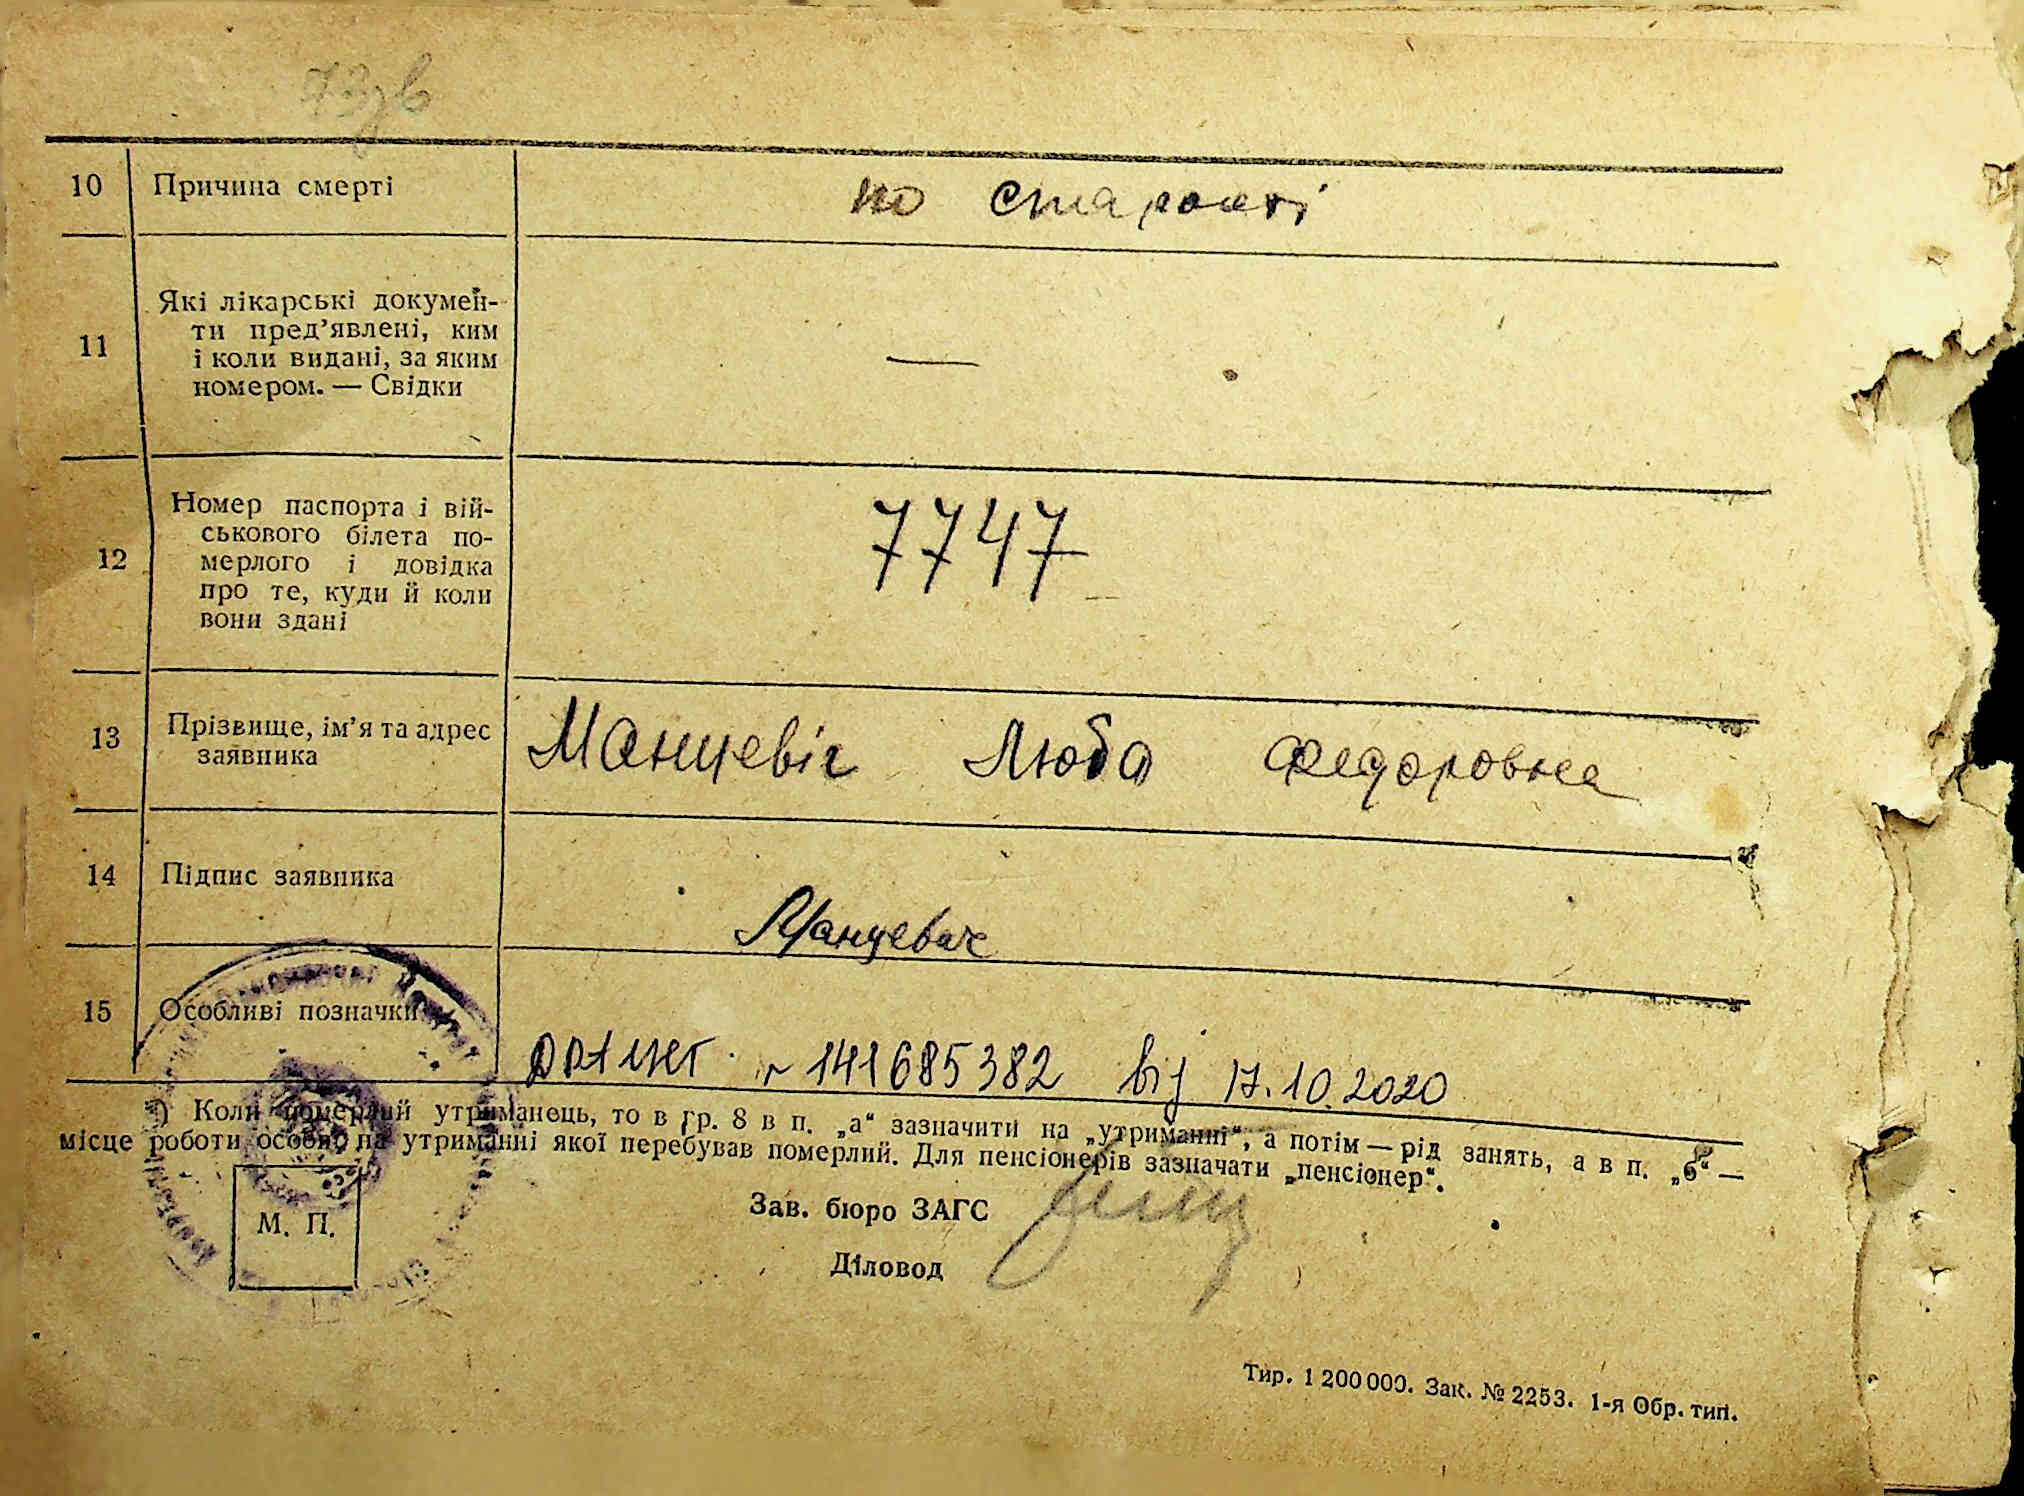 10 Причина смерті по старості
11 Які лікарські докумен-
ти пред’явлені, ким
і коли видані, за яким
номером. — Свідки —
12 Номер паспорта і вій-
ськового білета по-
мерлого і довідка
про те, куди й коли
вони здані 7747
13 Прізвище, ім’я та адрес
заявника Манцевіч Люба Федоровна
14 Підпис заявника Манцевич
15 Особливі позначки
№ 141685382 від 17.10.2020
*) Коли померлий утриманець, то в гр. 8 в п. „а“ зазначити на „утриманні“, а потім — рід занять, а в п. „б“ —
місце роботи особи, на утриманні якої перебував померлий. Для пенсіонерів зазначати „пенсіонер“.
Зав. бюро ЗАГС
М. П.
Діловод
Тир. 1 200 000. Зак. № 2253. 1-я Обр. тип.